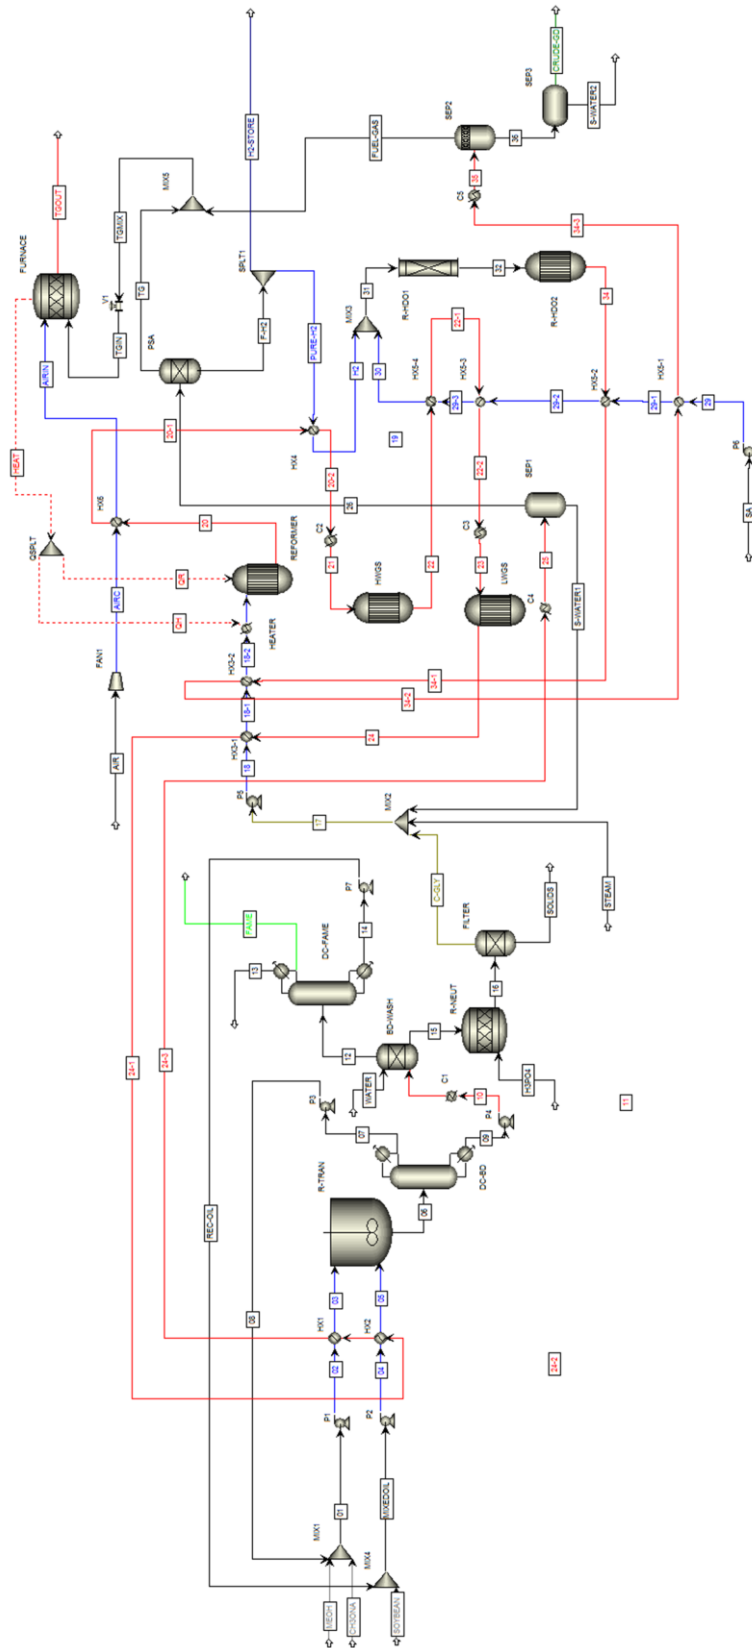 MEOH
CH3ONA
SOYBEAN
MIX1
MIX4
01
MIXEDOIL
P1
P2
02
04
HX1
HX2
03
05
24-2
REC-OIL
08
24-1
24-3
R-TRAN
06
DC-BD
07
09
P3
P4
10
C1
11
WATER
BD-WASH
12
15
DC-FAME
13
14
P7
FAME
R-NEUT
H3PO4
16
FILTER
SOLIDS
C-GLY
STEAM
MIX2
17
P5
18
HX3-1
18-1
HX3-2
18-2
HEATER
REFORMER
24
34-1
34-2
S-WATER1
AIR
FAN1
AIRC
QH
QR
QSPLT
HEAT
HX6
20
20-1
HX4
20-2
C2
21
HWGS
22
LWGS
C4
25
SEP1
23
C3
22-2
26
19
AIRIN
FURNACE
TGOUT
TGIN
V1
TGMIX
MIX5
TG
PSA
F-H2
SPLT1
PURE-H2
H2-STORE
H2
30
MIX3
31
R-HDO1
32
R-HDO2
34
HX5-4
22-1
29-3
HX5-3
29-2
HX5-2
29-1
HX5-1
29
P6
SA
34-3
C5
35
SEP2
FUEL-GAS
36
SEP3
CRUDE-GD
S-WATER2